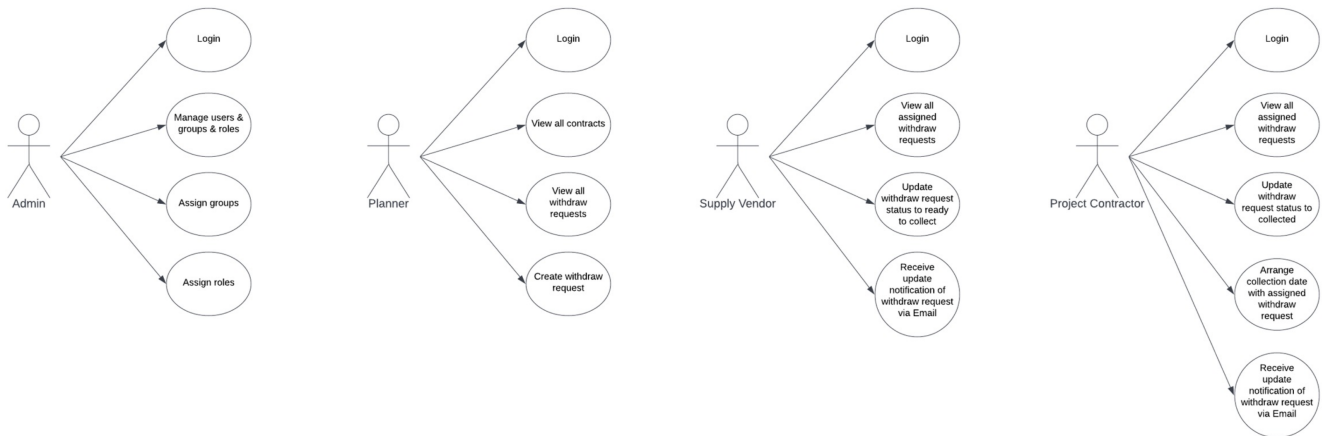 Login
Manage users &
groups & roles
Admin
Assign groups
Assign roles
Login
View all contracts
Planner
View all
withdraw
requests
Create withdraw
request
Login
View all
assigned
withdraw
requests
Supply Vendor
Update
withdraw request
status to ready
to collect
Receive
update
notification of
withdraw request
via Email
Login
View all
assigned
withdraw
requests
Project Contractor
Update
withdraw
request status to
collected
Arrange
collection date
with assigned
withdraw
request
Receive
update
notification of
withdraw request
via Email